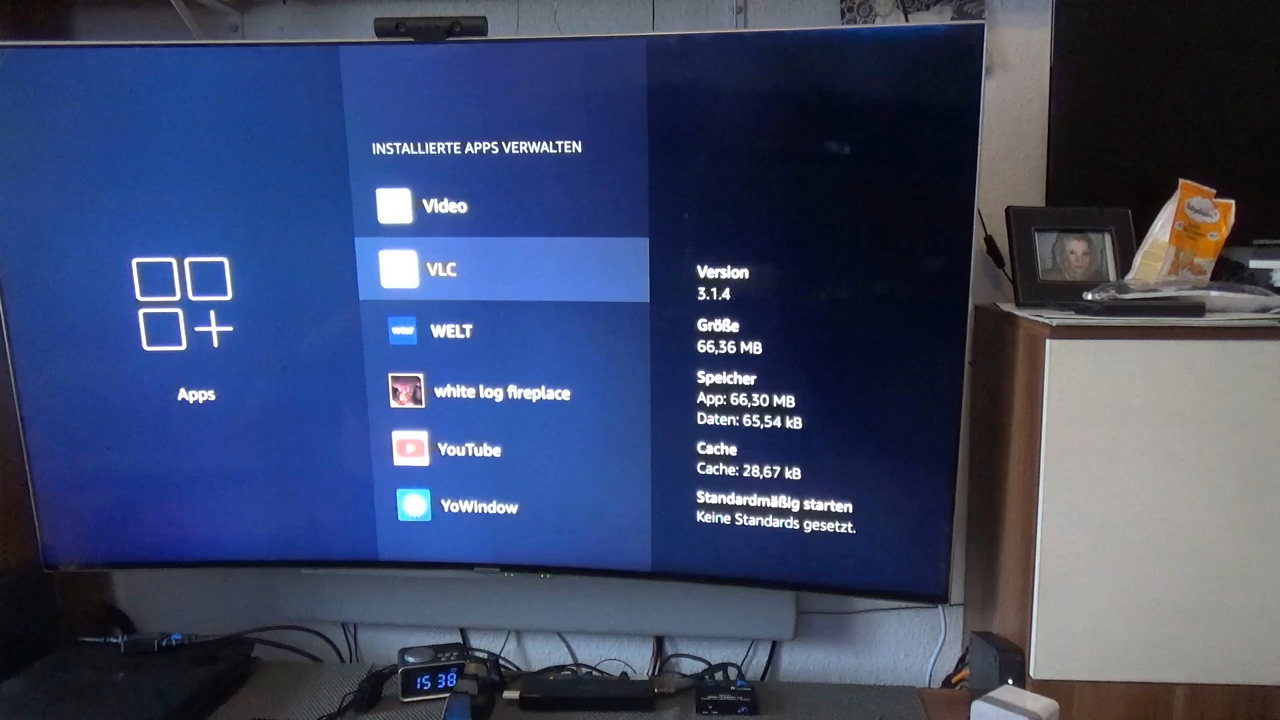 INSTALLIERTE APPS VERWALTEN
Video
VLC
WELT
white log fireplace
YouTube
YoWindow
Apps
Version
3.1.4
Größe
66,36 MB
Speicher
App: 66,30 MB
Daten: 65,54 kB
Cache
Cache: 28,67 kB
Standardmäßig starten
Keine Standards gesetzt.
15 38